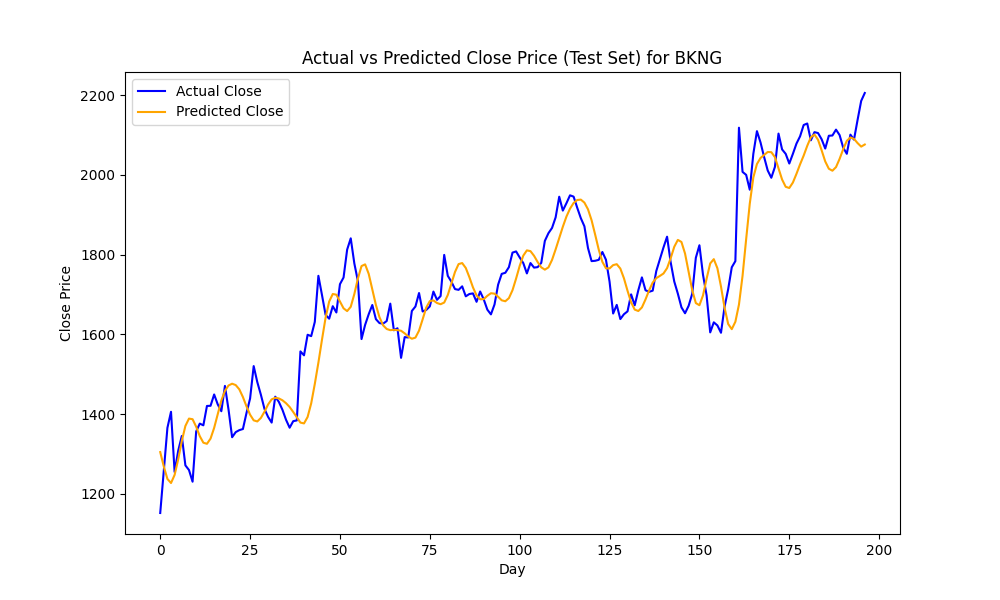 Actual vs Predicted Close Price (Test Set) for BKNG
Actual Close
Predicted Close
2200
2000
1800
1600
1400
1200
Close Price
0 25 50 75 100 125 150 175 200
Day